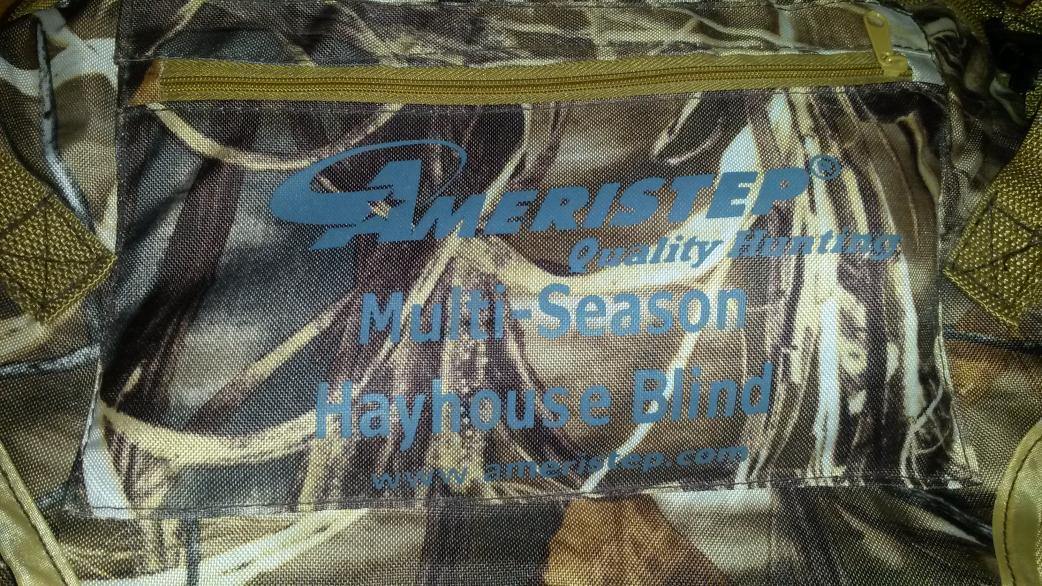 AMERISTEP®
Quality Hunting
Multi-Season
Hayhouse Blind
www.ameristep.com